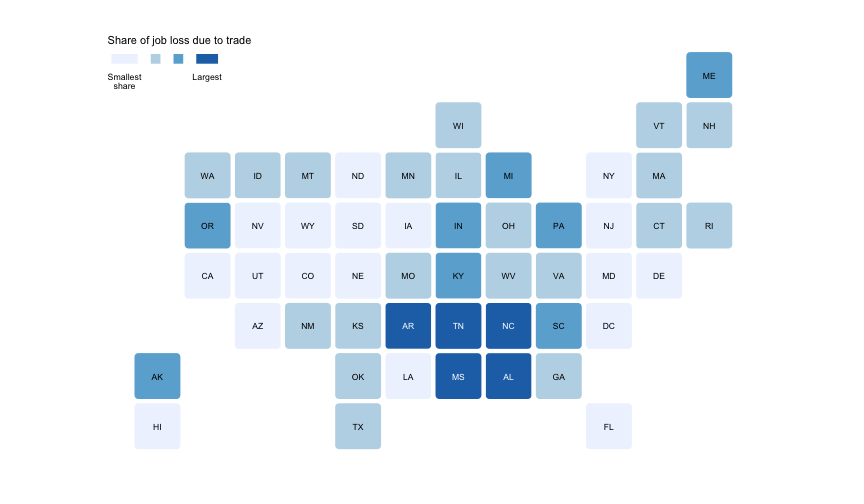 Share of job loss due to trade
Smallest
share
Largest
ME
WI
VT
NH
WA
ID
MT
ND
MN
IL
MI
NY
MA
OR
NV
WY
SD
IA
IN
OH
PA
NJ
CT
RI
CA
UT
CO
NE
MO
KY
WV
VA
MD
DE
AZ
NM
KS
AR
TN
NC
SC
DC
AK
OK
LA
MS
AL
GA
HI
TX
FL